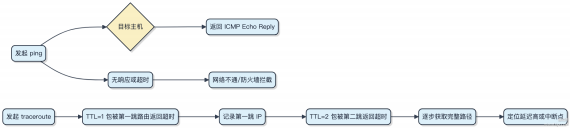 目标主机
返回 ICMP Echo Reply
发起 ping
无响应或超时
网络不通/防火墙拦截
发起 traceroute
TTL=1 包被第一跳路由返回超时
记录第一跳 IP
TTL=2 包被第二跳返回超时
逐步获取完整路径
定位延迟高或中断点